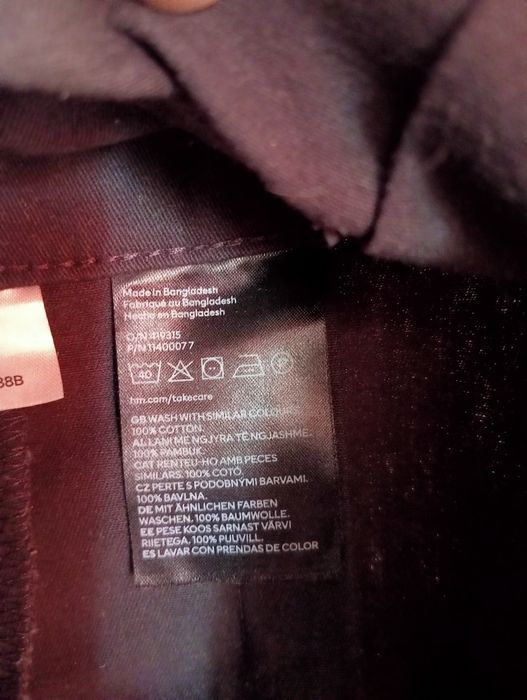 Made in Bangladesh
Fabriqué au Bangladesh
Hecho en Bangladesh
O/N 419315
P/N 11400077
40
hm.com/takecare
GB WASH WITH SIMILAR COLOURS.
100% COTTON.
AL LANI ME NGJYRA TË NGJASHME.
100% PAMBUK.
CAT RENTEU-HO AMB PECES
SIMILARS. 100% COTÓ.
CZ PERTE S PODOBNÝMI BARVAMI.
100% BAVLNA.
DE MIT ÄHNLICHEN FARBEN
WASCHEN. 100% BAUMWOLLE.
EE PESE KOOS SARNAST VÄRVI
RIIETEGA. 100% PUUVILL.
ES LAVAR CON PRENDAS DE COLOR